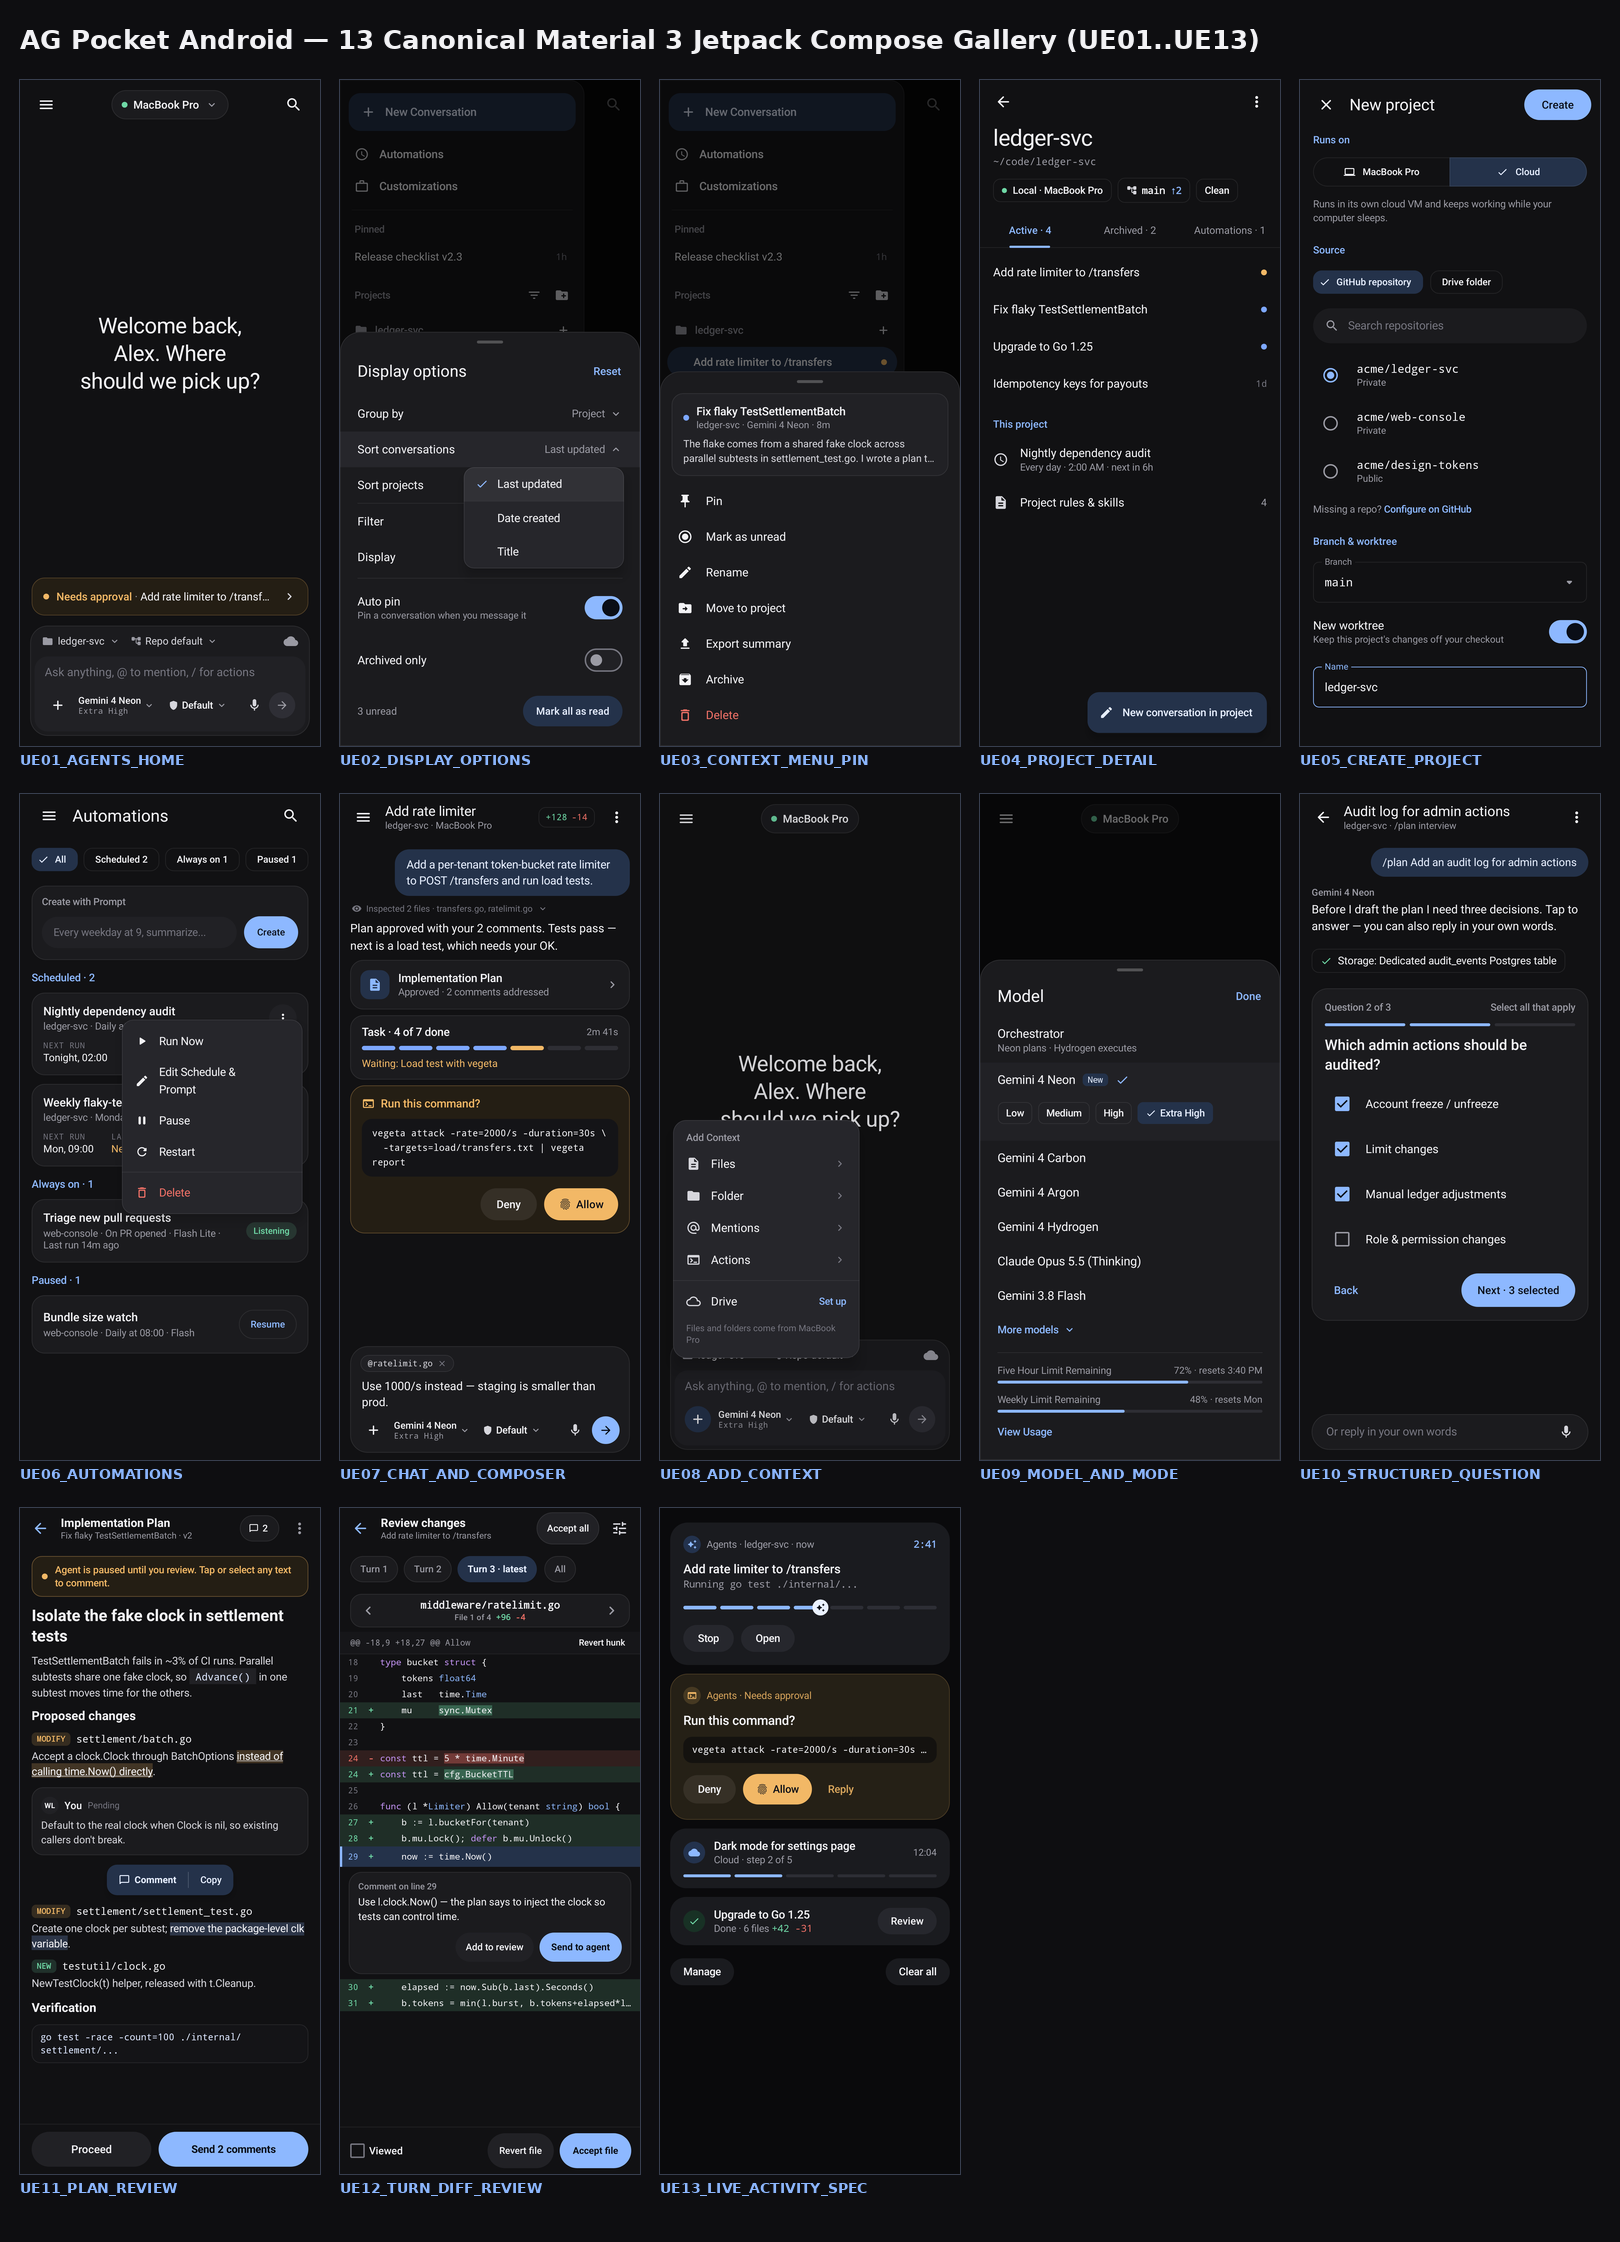 AG Pocket Android — 13 Canonical Material 3 Jetpack Compose Gallery (UE01..UE13)
MacBook Pro
Welcome back,
Alex. Where
should we pick up?
Needs approval · Add rate limiter to /transf…
ledger-svc
Repo default
Ask anything, @ to mention, / for actions
Gemini 4 Neon
Extra High
Default
UE01_AGENTS_HOME
New Conversation
Automations
Customizations
Pinned
Release checklist v2.3
1h
Projects
ledger-svc
Display options
Reset
Group by
Project
Sort conversations
Last updated
Sort projects
Last updated
Date created
Title
Filter
Display
Auto pin
Pin a conversation when you message it
Archived only
3 unread
Mark all as read
UE02_DISPLAY_OPTIONS
New Conversation
Automations
Customizations
Pinned
Release checklist v2.3
1h
Projects
ledger-svc
Add rate limiter to /transfers
Fix flaky TestSettlementBatch
ledger-svc · Gemini 4 Neon · 8m
The flake comes from a shared fake clock across
parallel subtests in settlement_test.go. I wrote a plan t…
Pin
Mark as unread
Rename
Move to project
Export summary
Archive
Delete
UE03_CONTEXT_MENU_PIN
ledger-svc
~/code/ledger-svc
Local · MacBook Pro
main ↑2
Clean
Active · 4
Archived · 2
Automations · 1
Add rate limiter to /transfers
Fix flaky TestSettlementBatch
Upgrade to Go 1.25
Idempotency keys for payouts
1d
This project
Nightly dependency audit
Every day · 2:00 AM · next in 6h
Project rules & skills
4
New conversation in project
UE04_PROJECT_DETAIL
New project
Create
Runs on
MacBook Pro
Cloud
Runs in its own cloud VM and keeps working while your
computer sleeps.
Source
GitHub repository
Drive folder
Search repositories
acme/ledger-svc
Private
acme/web-console
Private
acme/design-tokens
Public
Missing a repo? Configure on GitHub
Branch & worktree
Branch
main
New worktree
Keep this project's changes off your checkout
Name
ledger-svc
UE05_CREATE_PROJECT
Automations
All
Scheduled 2
Always on 1
Paused 1
Create with Prompt
Every weekday at 9, summarize...
Create
Scheduled · 2
Nightly dependency audit
ledger-svc · Daily a
NEXT RUN
Tonight, 02:00
Run Now
Edit Schedule &
Prompt
Pause
Restart
Delete
Weekly flaky-te
ledger-svc · Monda
NEXT RUN
LA
Mon, 09:00
Ne
Always on · 1
Triage new pull requests
web-console · On PR opened · Flash Lite ·
Last run 14m ago
Listening
Paused · 1
Bundle size watch
web-console · Daily at 08:00 · Flash
Resume
UE06_AUTOMATIONS
Add rate limiter
ledger-svc · MacBook Pro
+128 -14
Add a per-tenant token-bucket rate limiter
to POST /transfers and run load tests.
Inspected 2 files · transfers.go, ratelimit.go
Plan approved with your 2 comments. Tests pass —
next is a load test, which needs your OK.
Implementation Plan
Approved · 2 comments addressed
Task · 4 of 7 done
2m 41s
Waiting: Load test with vegeta
Run this command?
vegeta attack -rate=2000/s -duration=30s \
-targets=load/transfers.txt | vegeta
report
Deny
Allow
@ratelimit.go ×
Use 1000/s instead — staging is smaller than
prod.
Gemini 4 Neon
Extra High
Default
UE07_CHAT_AND_COMPOSER
MacBook Pro
Welcome back,
Alex. Where
should we pick up?
Add Context
Files
Folder
Mentions
Actions
Drive
Set up
Files and folders come from MacBook
Pro
Ask anything, @ to mention, / for actions
Gemini 4 Neon
Extra High
Default
UE08_ADD_CONTEXT
MacBook Pro
Model
Done
Orchestrator
Neon plans · Hydrogen executes
Gemini 4 Neon
New
Low
Medium
High
Extra High
Gemini 4 Carbon
Gemini 4 Argon
Gemini 4 Hydrogen
Claude Opus 5.5 (Thinking)
Gemini 3.8 Flash
More models
Five Hour Limit Remaining
72% · resets 3:40 PM
Weekly Limit Remaining
48% · resets Mon
View Usage
UE09_MODEL_AND_MODE
Audit log for admin actions
ledger-svc · /plan interview
/plan Add an audit log for admin actions
Gemini 4 Neon
Before I draft the plan I need three decisions. Tap to
answer — you can also reply in your own words.
Storage: Dedicated audit_events Postgres table
Question 2 of 3
Select all that apply
Which admin actions should be
audited?
Account freeze / unfreeze
Limit changes
Manual ledger adjustments
Role & permission changes
Back
Next · 3 selected
Or reply in your own words
UE10_STRUCTURED_QUESTION
Implementation Plan
Fix flaky TestSettlementBatch · v2
2
Agent is paused until you review. Tap or select any text
to comment.
Isolate the fake clock in settlement
tests
TestSettlementBatch fails in ~3% of CI runs. Parallel
subtests share one fake clock, so Advance() in one
subtest moves time for the others.
Proposed changes
MODIFY settlement/batch.go
Accept a clock.Clock through BatchOptions instead of
calling time.Now() directly.
WL You Pending
Default to the real clock when Clock is nil, so existing
callers don't break.
Comment
Copy
MODIFY settlement/settlement_test.go
Create one clock per subtest; remove the package-level clk
variable.
NEW testutil/clock.go
NewTestClock(t) helper, released with t.Cleanup.
Verification
go test -race -count=100 ./internal/
settlement/...
Proceed
Send 2 comments
UE11_PLAN_REVIEW
Review changes
Add rate limiter to /transfers
Accept all
Turn 1
Turn 2
Turn 3 · latest
All
middleware/ratelimit.go
File 1 of 4 +96 -4
@@ -18,9 +18,27 @@ Allow
Revert hunk
18 type bucket struct {
19 tokens float64
20 last time.Time
21 + mu sync.Mutex
22 }
23
24 - const ttl = 5 * time.Minute
24 + const ttl = cfg.BucketTTL
25
26 func (l *Limiter) Allow(tenant string) bool {
27 + b := l.bucketFor(tenant)
28 + b.mu.Lock(); defer b.mu.Unlock()
29 + now := time.Now()
Comment on line 29
Use l.clock.Now() — the plan says to inject the clock so
tests can control time.
Add to review
Send to agent
30 + elapsed := now.Sub(b.last).Seconds()
31 + b.tokens = min(l.burst, b.tokens+elapsed*l…
Viewed
Revert file
Accept file
UE12_TURN_DIFF_REVIEW
Agents · ledger-svc · now
2:41
Add rate limiter to /transfers
Running go test ./internal/...
Stop
Open
Agents · Needs approval
Run this command?
vegeta attack -rate=2000/s -duration=30s …
Deny
Allow
Reply
Dark mode for settings page
Cloud · step 2 of 5
12:04
Upgrade to Go 1.25
Done · 6 files +42 -31
Review
Manage
Clear all
UE13_LIVE_ACTIVITY_SPEC